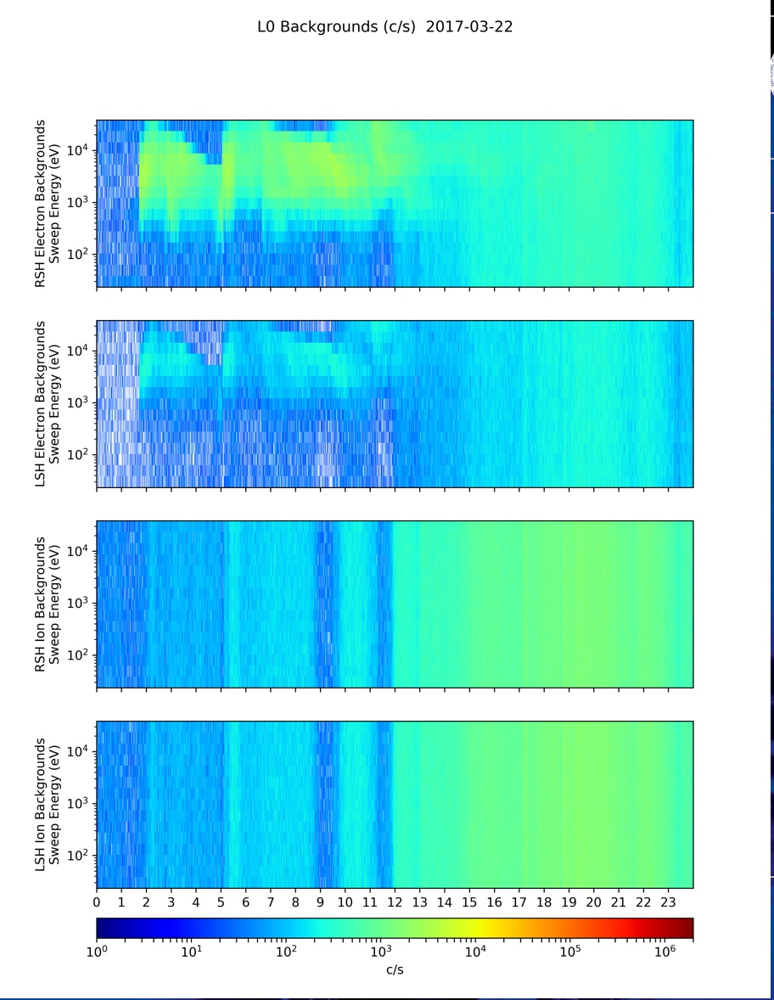 L0 Backgrounds (c/s)  2017-03-22
RSH Electron Backgrounds
Sweep Energy (eV)
10⁴
10³
10²
LSH Electron Backgrounds
Sweep Energy (eV)
10⁴
10³
10²
RSH Ion Backgrounds
Sweep Energy (eV)
10⁴
10³
10²
LSH Ion Backgrounds
Sweep Energy (eV)
10⁴
10³
10²
0 1 2 3 4 5 6 7 8 9 10 11 12 13 14 15 16 17 18 19 20 21 22 23
10⁰ 10¹ 10² 10³ 10⁴ 10⁵ 10⁶
c/s